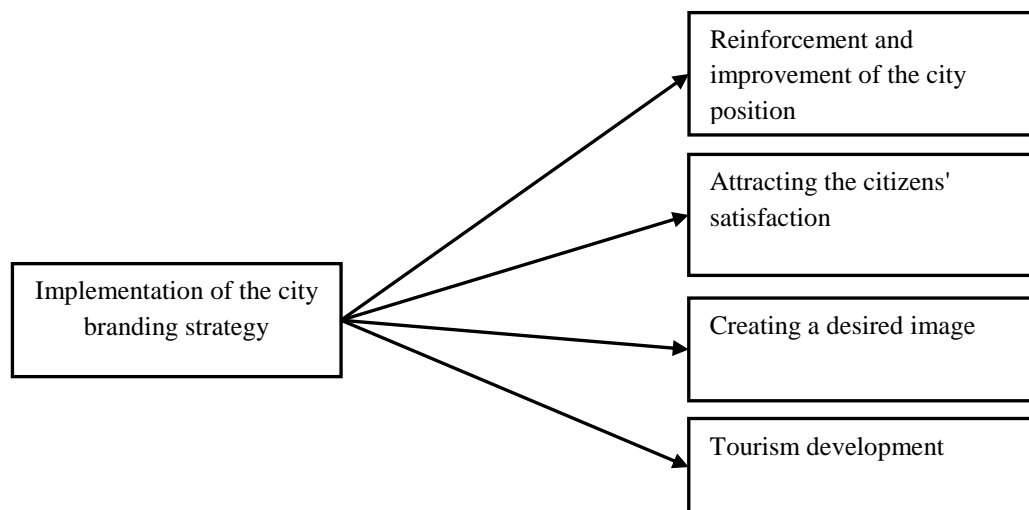 Reinforcement and
improvement of the city
position
Attracting the citizens'
satisfaction
Implementation of the city
branding strategy
Creating a desired image
Tourism development